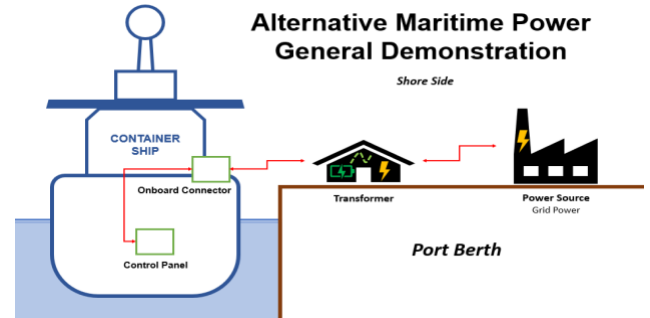 Alternative Maritime Power
General Demonstration
Shore Side
CONTAINER
SHIP
Onboard Connector
Control Panel
Transformer
Power Source
Grid Power
Port Berth